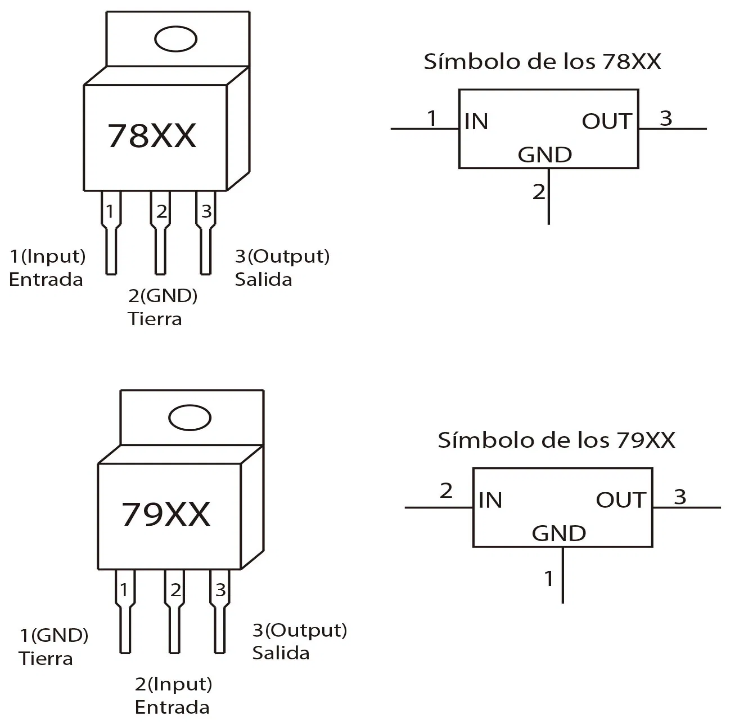 78XX
1
2
3
1(Input)
Entrada
2(GND)
Tierra
3(Output)
Salida
Símbolo de los 78XX
1
IN
OUT
3
GND
2
79XX
1
2
3
1(GND)
Tierra
2(Input)
Entrada
3(Output)
Salida
Símbolo de los 79XX
2
IN
OUT
3
GND
1